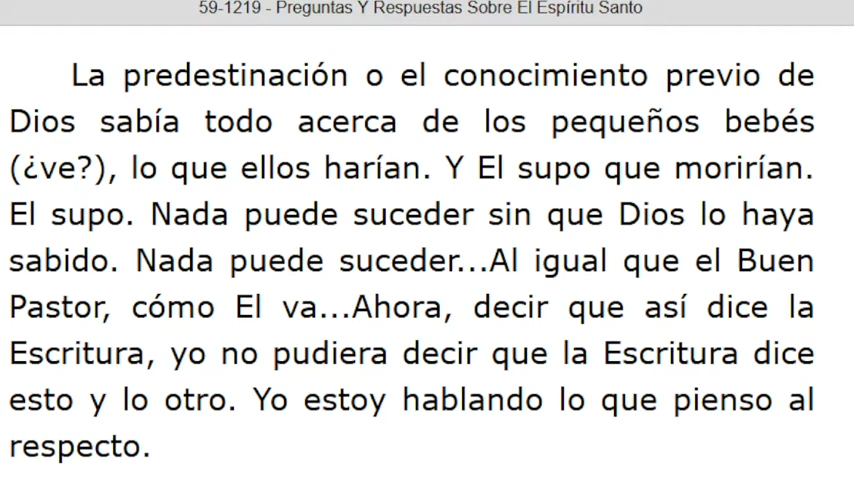 59-1219 - Preguntas Y Respuestas Sobre El Espíritu Santo
La predestinación o el conocimiento previo de
Dios sabía todo acerca de los pequeños bebés
(¿ve?), lo que ellos harían. Y El supo que morirían.
El supo. Nada puede suceder sin que Dios lo haya
sabido. Nada puede suceder...Al igual que el Buen
Pastor, cómo El va...Ahora, decir que así dice la
Escritura, yo no pudiera decir que la Escritura dice
esto y lo otro. Yo estoy hablando lo que pienso al
respecto.